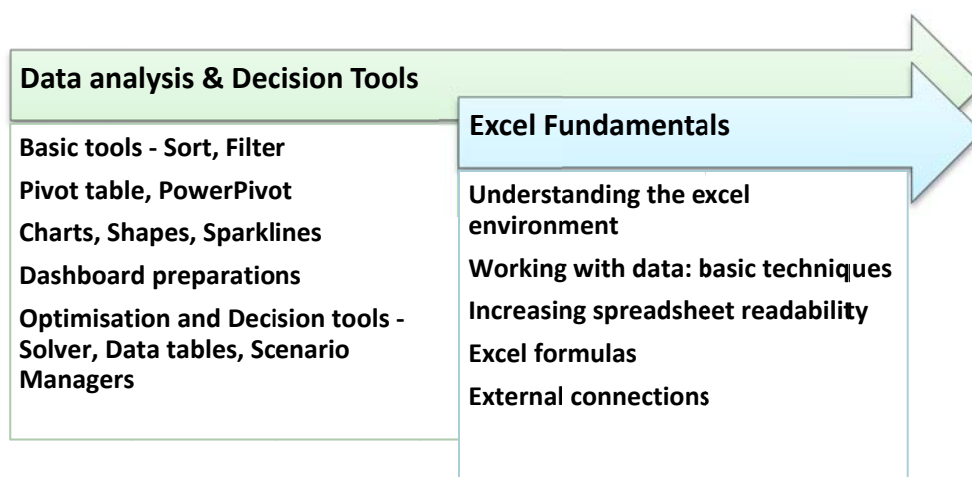 Data analysis & Decision Tools
Basic tools - Sort, Filter
Pivot table, PowerPivot
Charts, Shapes, Sparklines
Dashboard preparations
Optimisation and Decision tools -
Solver, Data tables, Scenario
Managers
Excel Fundamentals
Understanding the excel
environment
Working with data: basic techniques
Increasing spreadsheet readability
Excel formulas
External connections